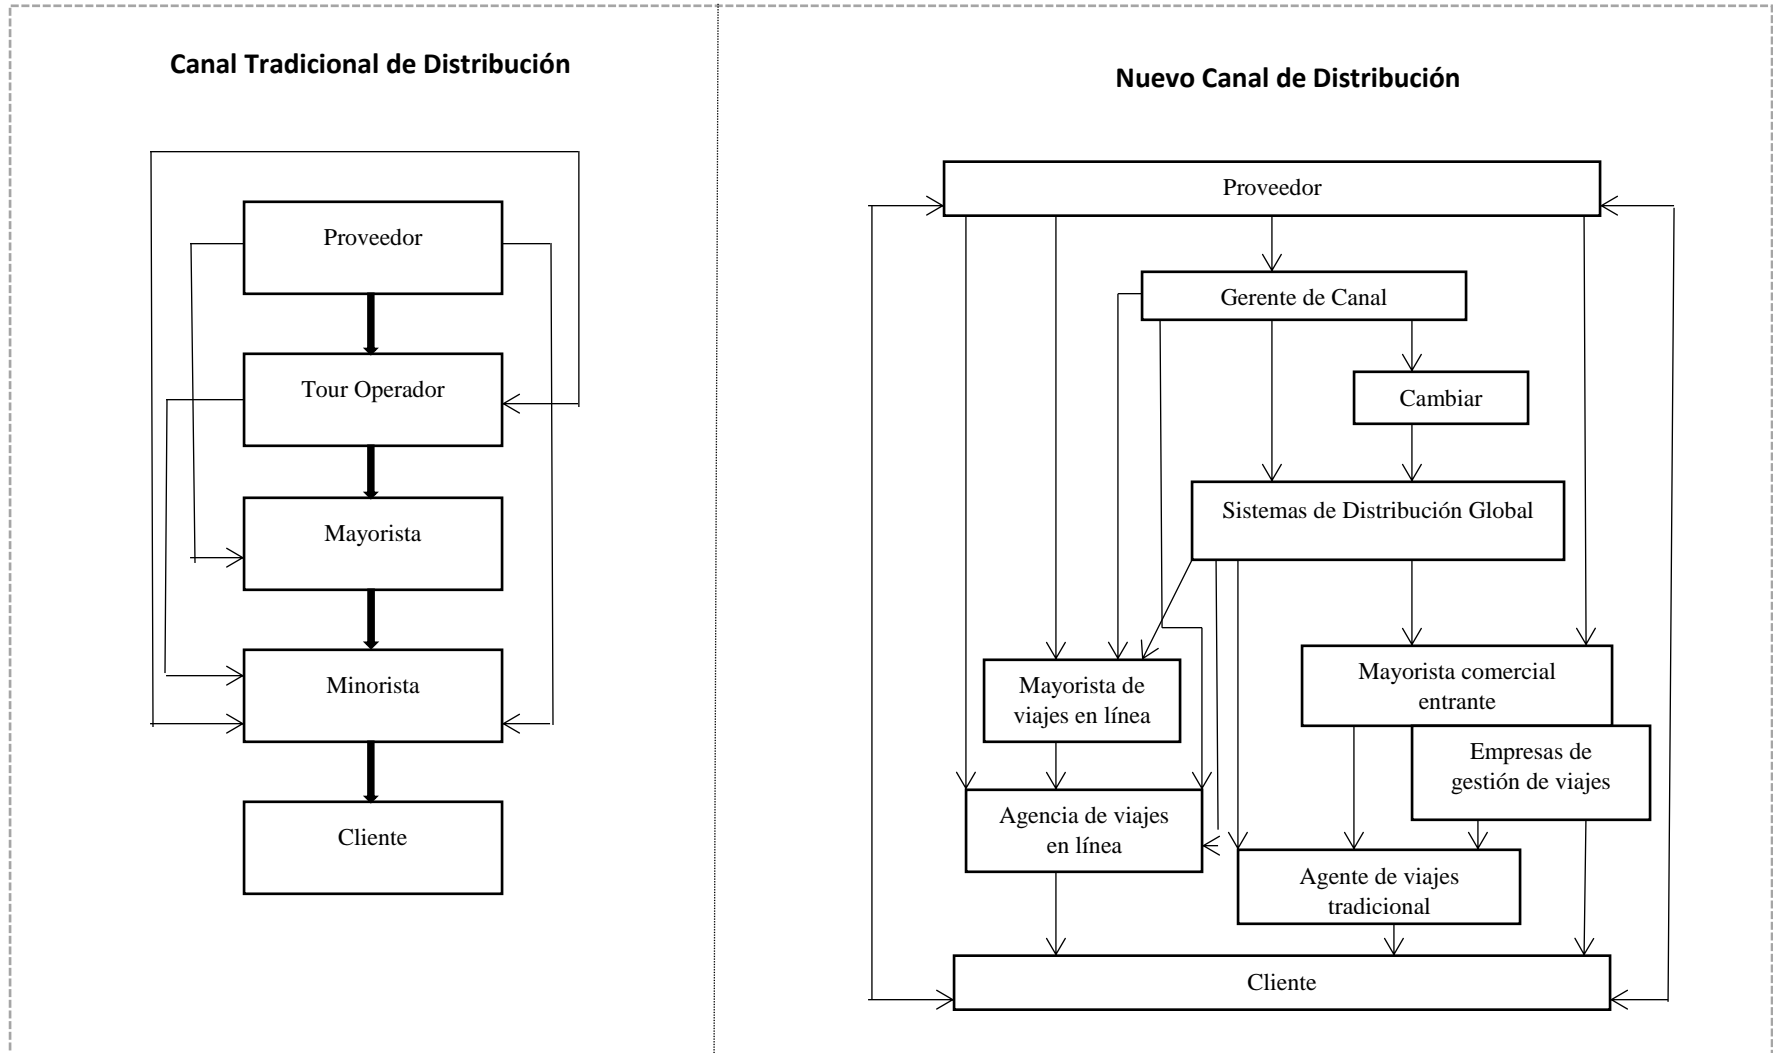 Canal Tradicional de Distribución
Proveedor
Tour Operador
Mayorista
Minorista
Cliente
Nuevo Canal de Distribución
Proveedor
Gerente de Canal
Cambiar
Sistemas de Distribución Global
Mayorista de
viajes en línea
Mayorista comercial
entrante
Empresas de
gestión de viajes
Agencia de viajes
en línea
Agente de viajes
tradicional
Cliente